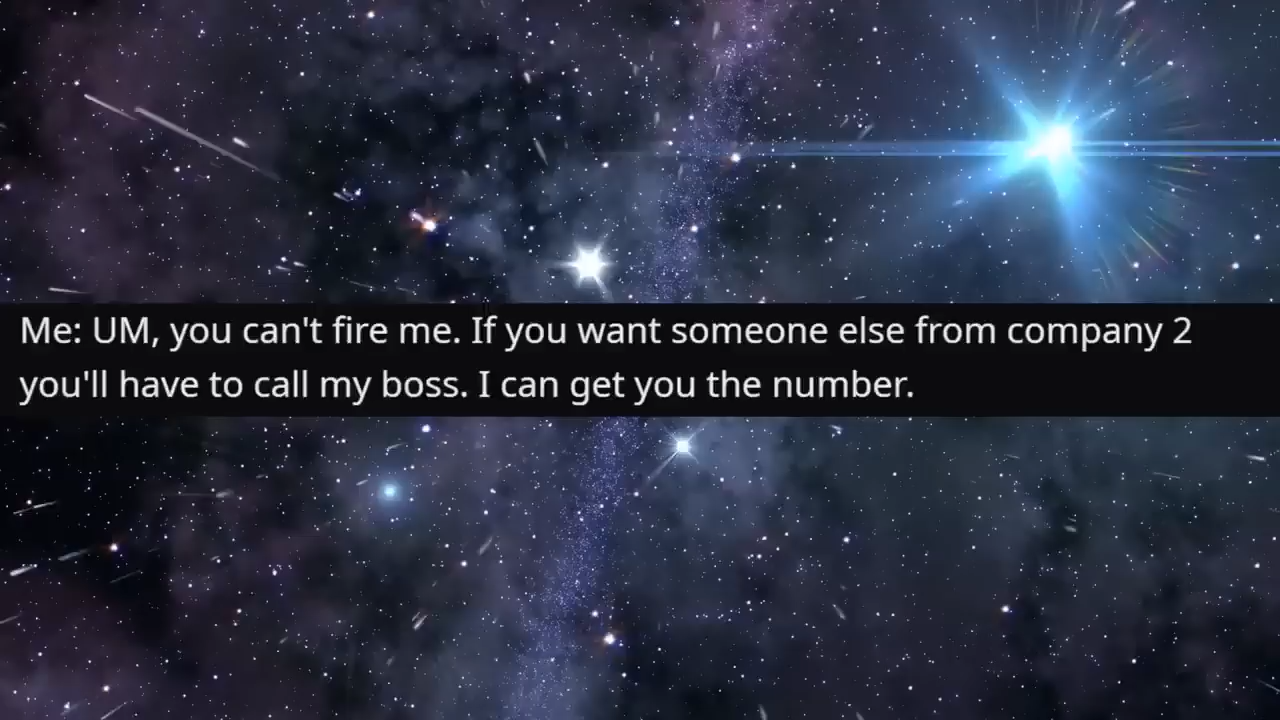 Me: UM, you can't fire me. If you want someone else from company 2
you'll have to call my boss. I can get you the number.